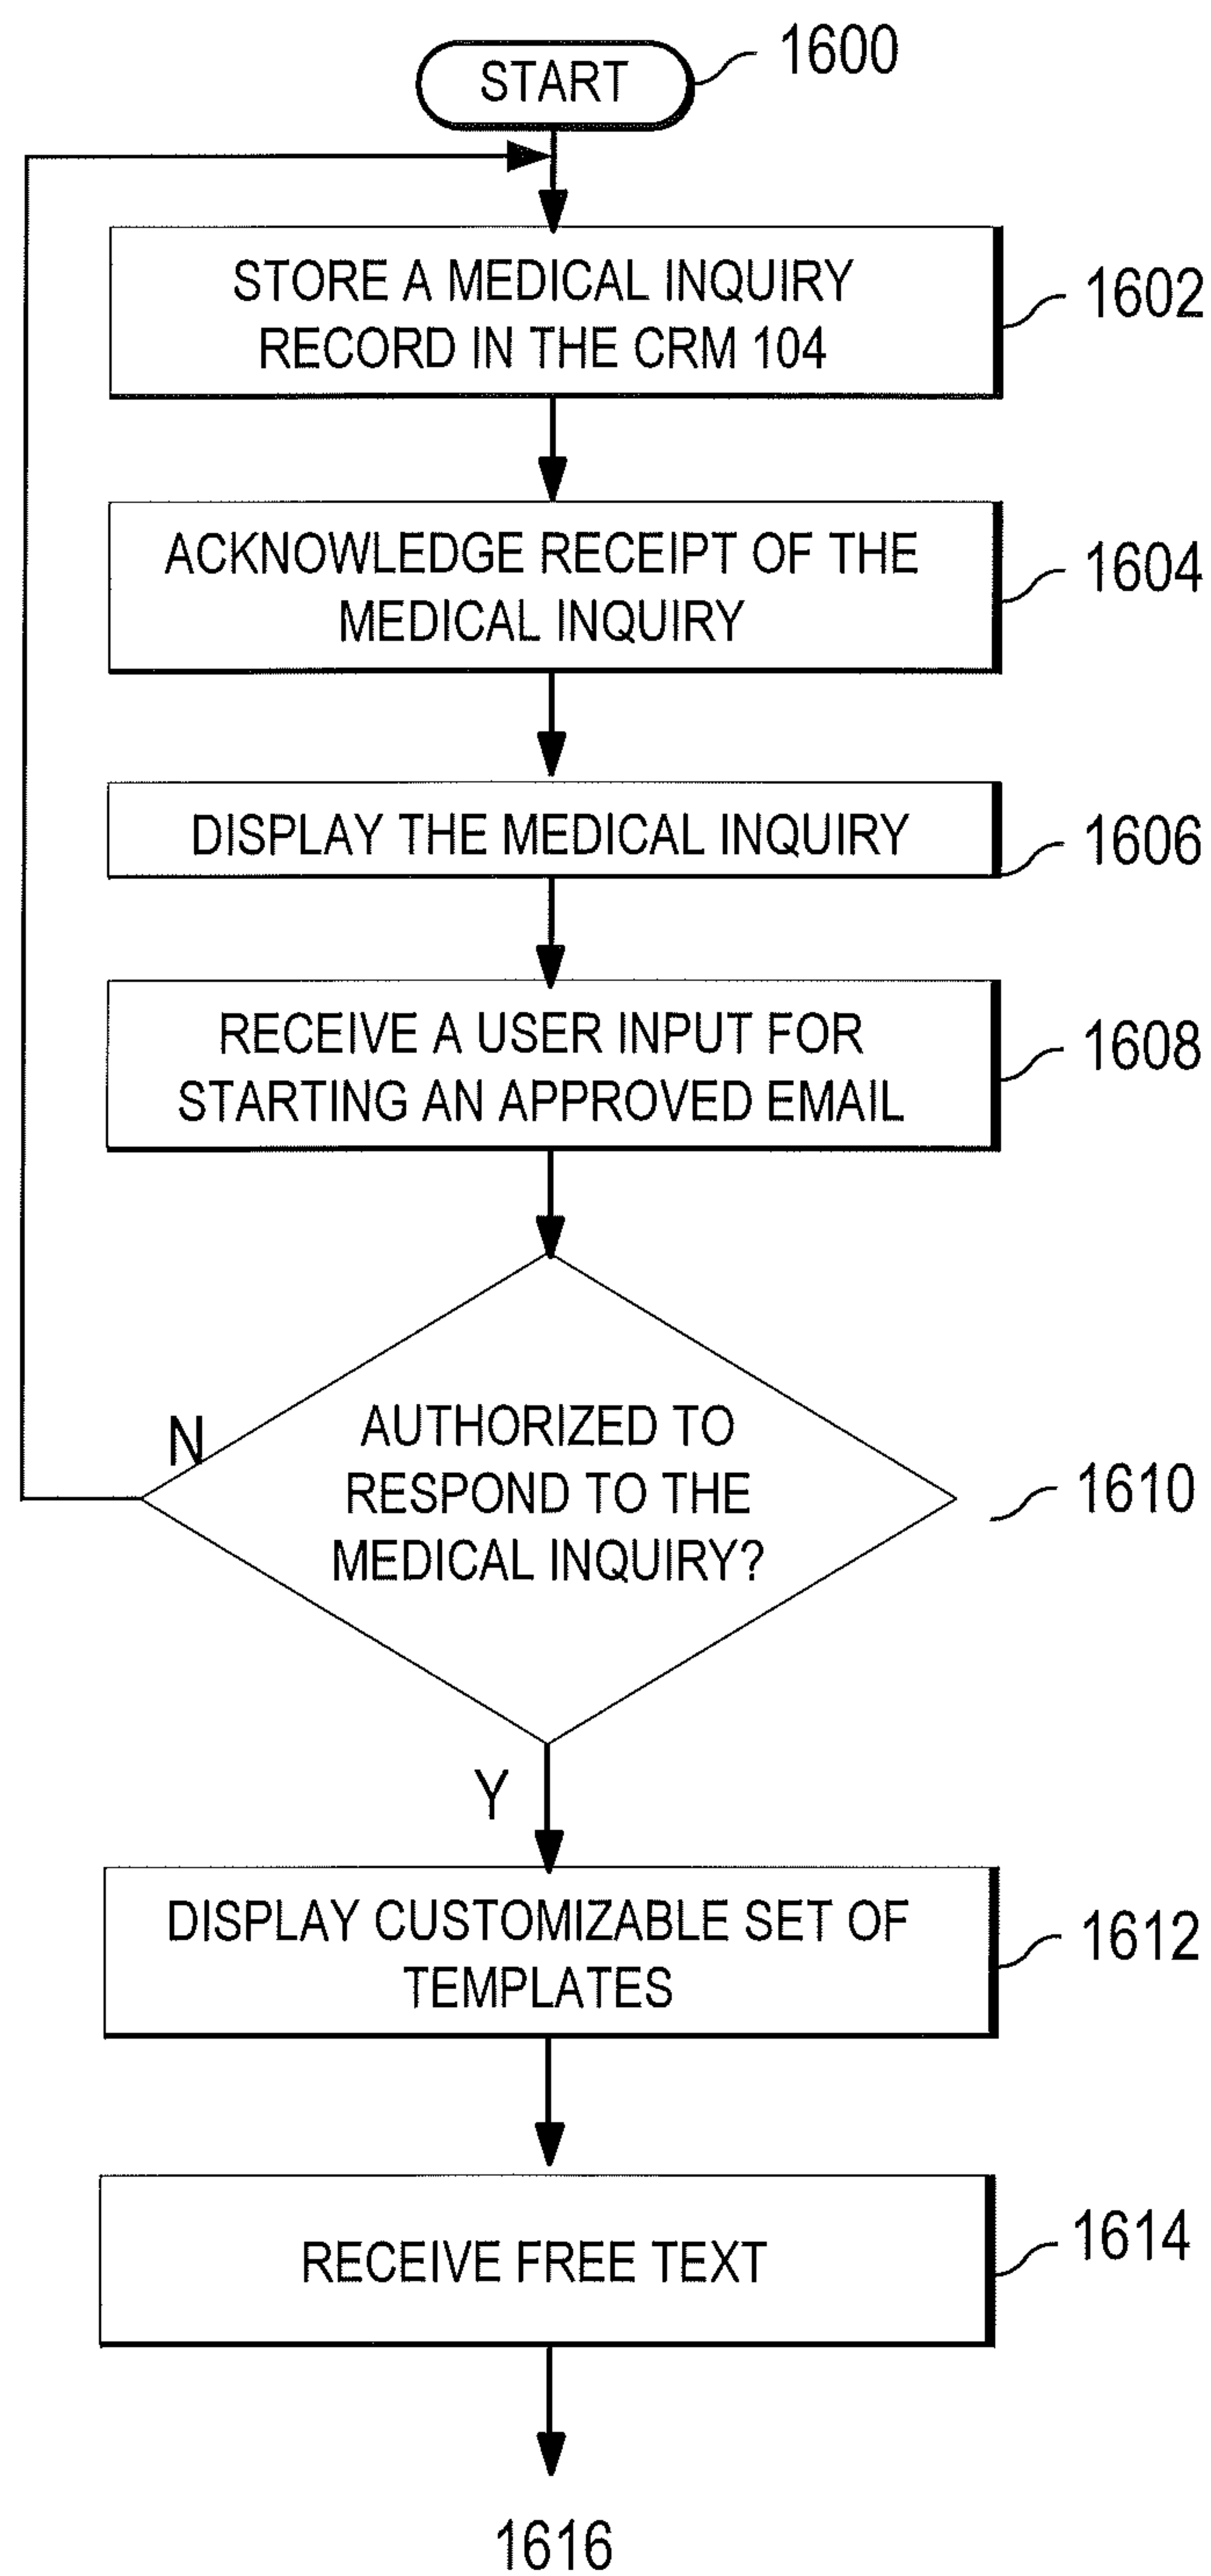 START
1600
STORE A MEDICAL INQUIRY
RECORD IN THE CRM 104
1602
ACKNOWLEDGE RECEIPT OF THE
MEDICAL INQUIRY
1604
DISPLAY THE MEDICAL INQUIRY
1606
RECEIVE A USER INPUT FOR
STARTING AN APPROVED EMAIL
1608
N
AUTHORIZED TO
RESPOND TO THE
MEDICAL INQUIRY?
1610
Y
DISPLAY CUSTOMIZABLE SET OF
TEMPLATES
1612
RECEIVE FREE TEXT
1614
1616